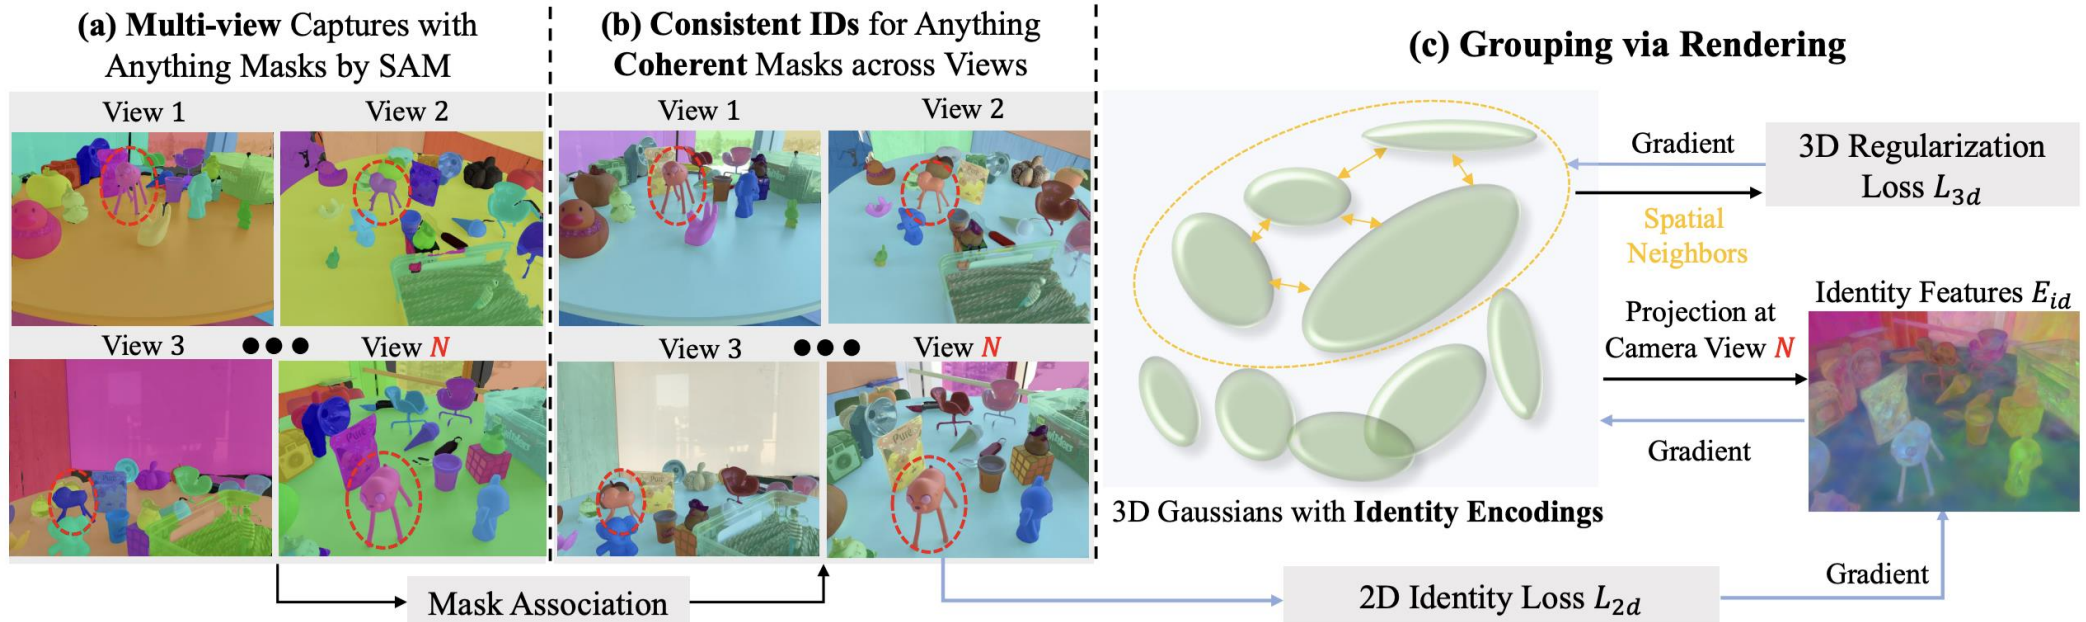 (a) Multi-view Captures with
Anything Masks by SAM
View 1
View 2
View 3
View N
(b) Consistent IDs for Anything
Coherent Masks across Views
View 1
View 2
View 3
View N
Mask Association
(c) Grouping via Rendering
Gradient
3D Regularization
Loss L3d
Spatial
Neighbors
Identity Features Eid
Projection at
Camera View N
Gradient
3D Gaussians with Identity Encodings
2D Identity Loss L2d
Gradient
Pure
Pure